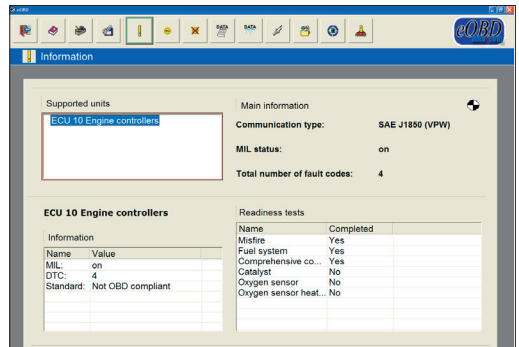 eOBD
DATA
DATA
eOBD
Information
Supported units
ECU 10 Engine controllers
Main information
Communication type: SAE J1850 (VPW)
MIL status: on
Total number of fault codes: 4
ECU 10 Engine controllers
Information
Name Value
MIL: on
DTC: 4
Standard: Not OBD compliant
Readiness tests
Name Completed
Misfire Yes
Fuel system Yes
Comprehensive co... Yes
Catalyst No
Oxygen sensor No
Oxygen sensor heat... No